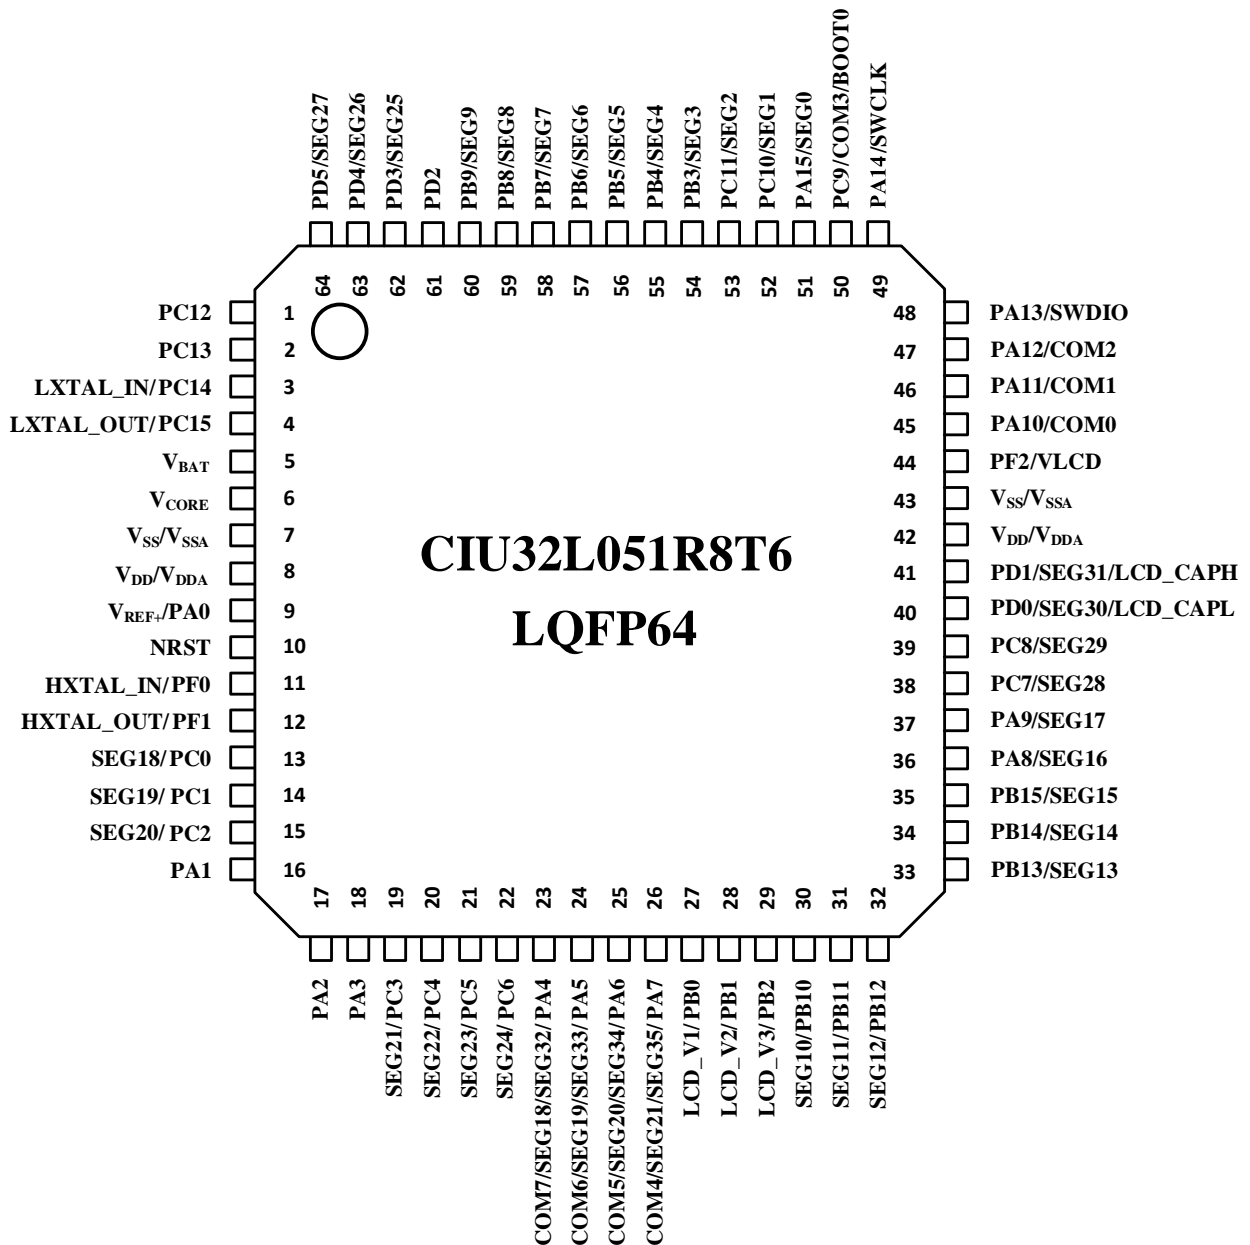 PD5/SEG27
PD4/SEG26
PD3/SEG25
PD2
PB9/SEG9
PB8/SEG8
PB7/SEG7
PB6/SEG6
PB5/SEG5
PB4/SEG4
PB3/SEG3
PC11/SEG2
PC10/SEG1
PA15/SEG0
PC9/COM3/BOOT0
PA14/SWCLK
64
63
62
61
60
59
58
57
56
55
54
53
52
51
50
49
PC12 1
PC13 2
LXTAL_IN/PC14 3
LXTAL_OUT/PC15 4
VBAT 5
VCORE 6
VSS/VSSA 7
VDD/VDDA 8
VREF+/PA0 9
NRST 10
HXTAL_IN/PF0 11
HXTAL_OUT/PF1 12
SEG18/PC0 13
SEG19/ PC1 14
SEG20/ PC2 15
PA1 16
CIU32L051R8T6
LQFP64
48 PA13/SWDIO
47 PA12/COM2
46 PA11/COM1
45 PA10/COM0
44 PF2/VLCD
43 VSS/VSSA
42 VDD/VDDA
41 PD1/SEG31/LCD_CAPH
40 PD0/SEG30/LCD_CAPL
39 PC8/SEG29
38 PC7/SEG28
37 PA9/SEG17
36 PA8/SEG16
35 PB15/SEG15
34 PB14/SEG14
33 PB13/SEG13
17
18
19
20
21
22
23
24
25
26
27
28
29
30
31
32
PA2
PA3
SEG21/PC3
SEG22/PC4
SEG23/PC5
SEG24/PC6
COM7/SEG18/SEG32/PA4
COM6/SEG19/SEG33/PA5
COM5/SEG20/SEG34/PA6
COM4/SEG21/SEG35/PA7
LCD_V1/PB0
LCD_V2/PB1
LCD_V3/PB2
SEG10/PB10
SEG11/PB11
SEG12/PB12